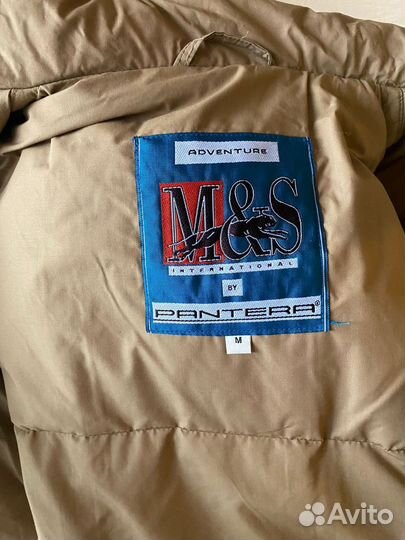 ADVENTURE
M&S
INTERNATIONAL
BY
PANTERA®
M
Avito